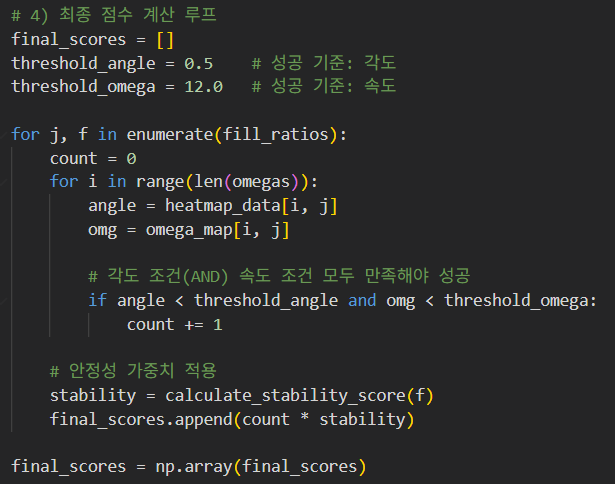 # 4) 최종 점수 계산 루프
final_scores = []
threshold_angle = 0.5   # 성공 기준: 각도
threshold_omega = 12.0  # 성공 기준: 속도

for j, f in enumerate(fill_ratios):
    count = 0
    for i in range(len(omegas)):
        angle = heatmap_data[i, j]
        omg = omega_map[i, j]

        # 각도 조건(AND) 속도 조건 모두 만족해야 성공
        if angle < threshold_angle and omg < threshold_omega:
            count += 1

    # 안정성 가중치 적용
    stability = calculate_stability_score(f)
    final_scores.append(count * stability)

final_scores = np.array(final_scores)